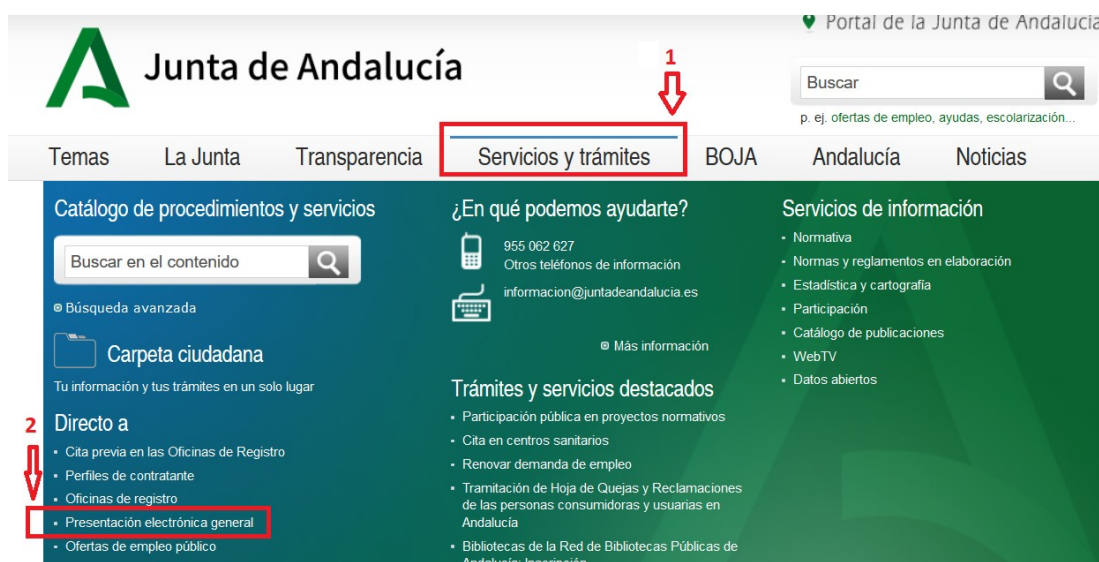 Portal de la Junta de Andalucía
Junta de Andalucía
1
Buscar
p. ej. ofertas de empleo, ayudas, escolarización...
Temas La Junta Transparencia Servicios y trámites BOJA Andalucía Noticias
Catálogo de procedimientos y servicios
Buscar en el contenido
Búsqueda avanzada
Carpeta ciudadana
Tu información y tus trámites en un solo lugar
2
Directo a
Cita previa en las Oficinas de Registro
Perfiles de contratante
Oficinas de registro
Presentación electrónica general
Ofertas de empleo público
¿En qué podemos ayudarte?
955 062 627
Otros teléfonos de información
informacion@juntadeandalucia.es
Más información
Trámites y servicios destacados
Participación pública en proyectos normativos
Cita en centros sanitarios
Renovar demanda de empleo
Tramitación de Hoja de Quejas y Reclamaciones
de las personas consumidoras y usuarias en
Andalucía
Bibliotecas de la Red de Bibliotecas Públicas de
Andalucía: Inscripción
Servicios de información
Normativa
Normas y reglamentos en elaboración
Estadística y cartografía
Participación
Catálogo de publicaciones
WebTV
Datos abiertos